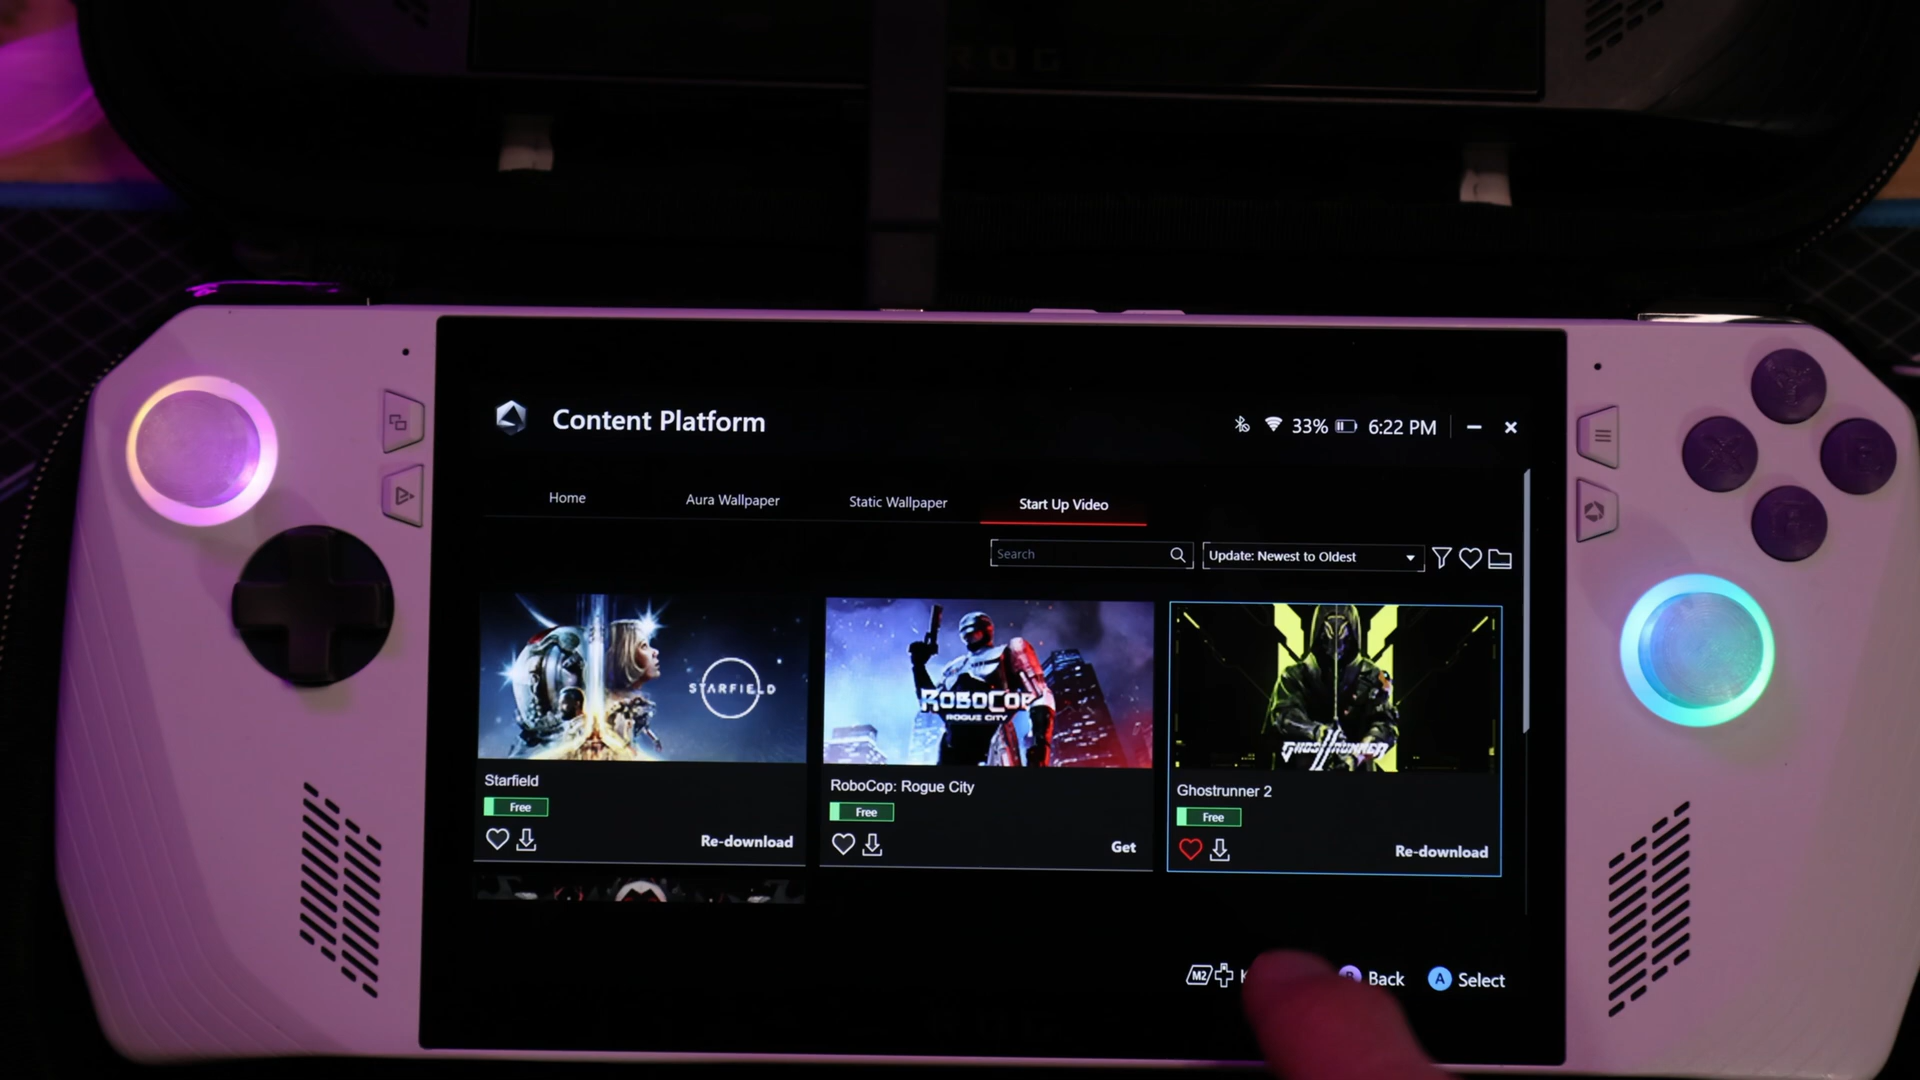 Content Platform
33% 6:22 PM
Home Aura Wallpaper Static Wallpaper Start Up Video
Search Update: Newest to Oldest
STARFIELD
ROBOCOP
ROGUE CITY
GHOSTRUNNER
Starfield
Free
Re-download
RoboCop: Rogue City
Free
Get
Ghostrunner 2
Free
Re-download
M2 B Back A Select